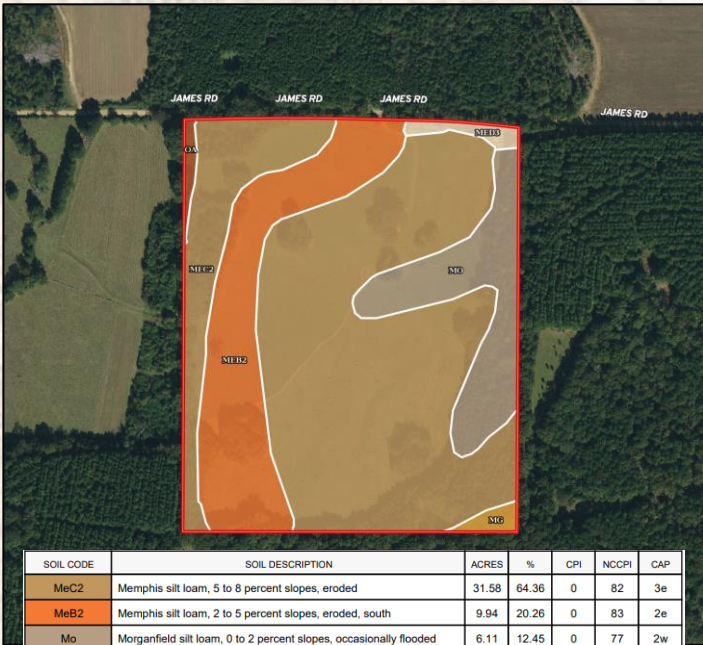 JAMES RD JAMES RD JAMES RD
JAMES RD
MED3
OA
MEC2
MO
MEB2
MG
SOIL CODE SOIL DESCRIPTION ACRES % CPI NCCPI CAP
MeC2 Memphis silt loam, 5 to 8 percent slopes, eroded 31.58 64.36 0 82 3e
MeB2 Memphis silt loam, 2 to 5 percent slopes, eroded, south 9.94 20.26 0 83 2e
Mo Morganfield silt loam, 0 to 2 percent slopes, occasionally flooded 6.11 12.45 0 77 2w